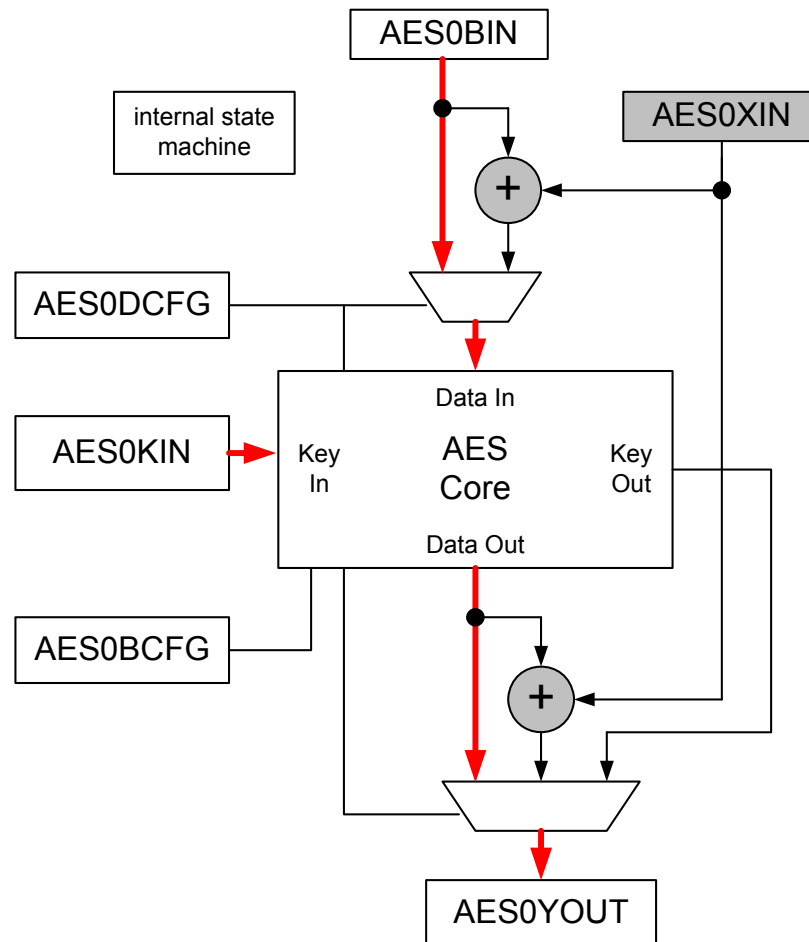 AES0BIN
internal state
machine
AES0XIN
+
AES0DCFG
Data In
AES0KIN
Key
In
AES
Core
Key
Out
Data Out
AES0BCFG
+
AES0YOUT